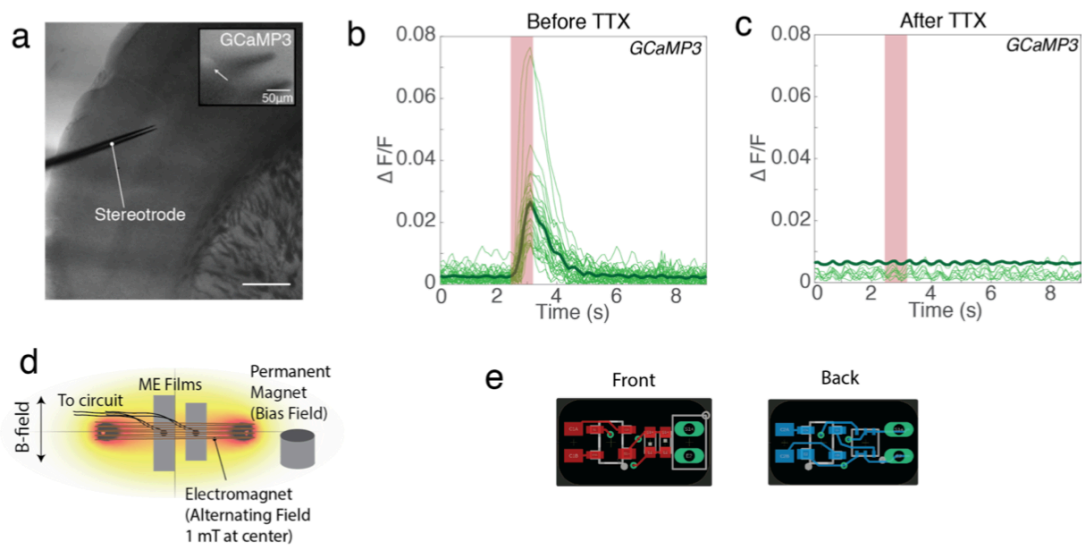 a
GCaMP3
50μm
Stereotrode
b
Before TTX
GCaMP3
Δ F/F
0.08
0.06
0.04
0.02
0
0 2 4 6 8
Time (s)
c
After TTX
GCaMP3
Δ F/F
0.08
0.06
0.04
0.02
0
0 2 4 6 8
Time (s)
d
B-field
To circuit
ME Films
Permanent
Magnet
(Bias Field)
Electromagnet
(Alternating Field
1 mT at center)
e
Front
Back